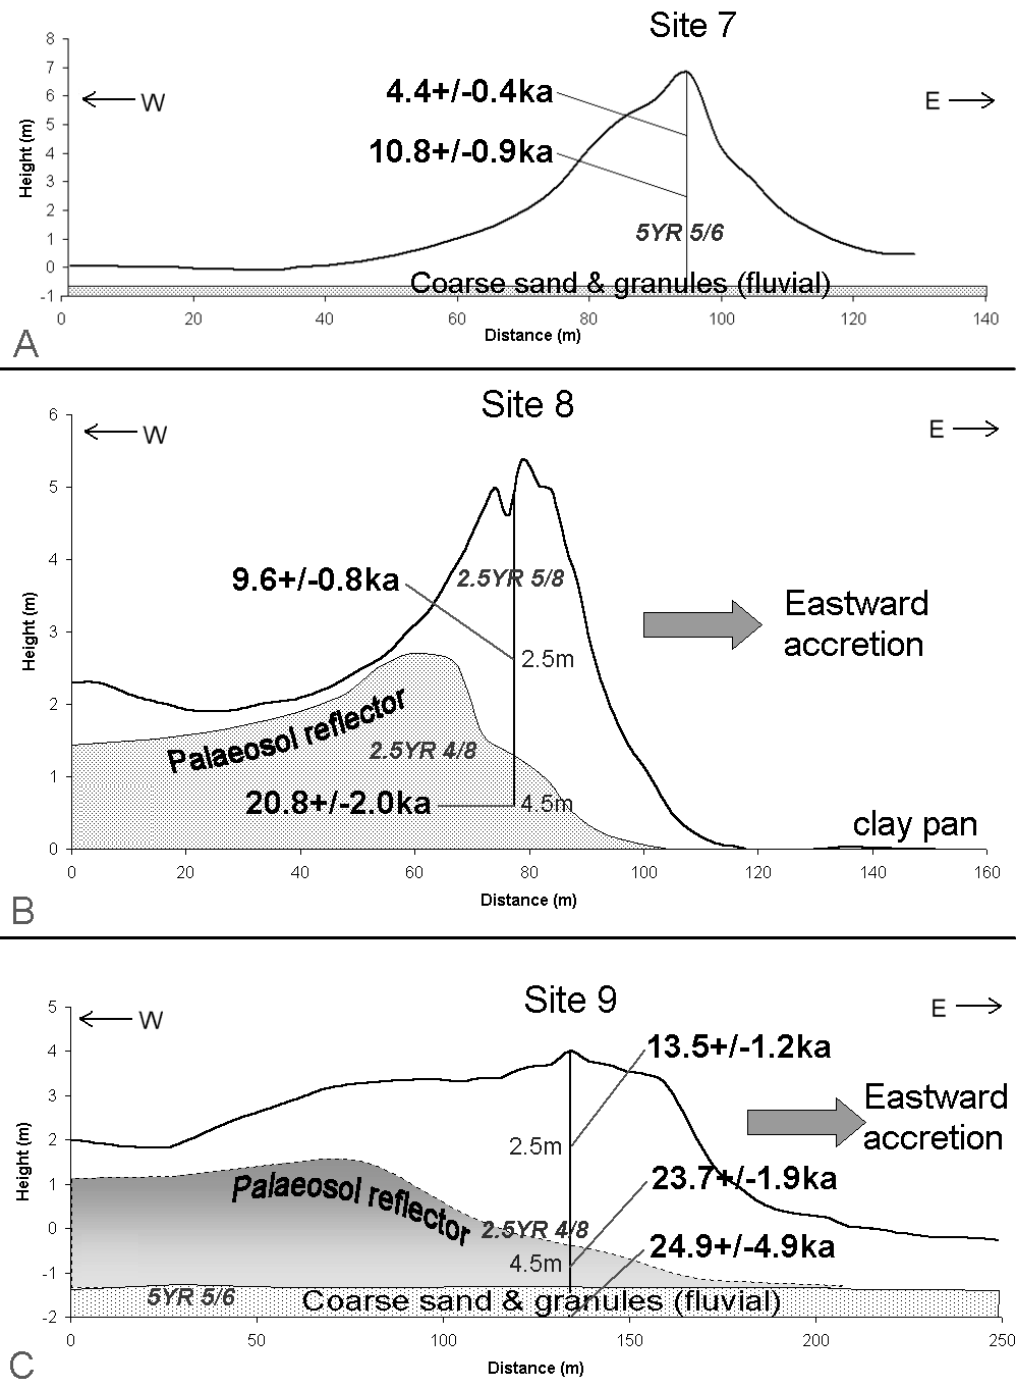 Site 7
8
7
6
5
4
3
2
1
0
-1
Height (m)
W
E
4.4+/-0.4ka
10.8+/-0.9ka
5YR 5/6
Coarse sand & granules (fluvial)
0 20 40 60 80 100 120 140
Distance (m)
A
Site 8
6
5
4
3
2
1
0
Height (m)
W
E
9.6+/-0.8ka
2.5YR 5/8
Eastward
accretion
2.5m
Palaeosol reflector
2.5YR 4/8
20.8+/-2.0ka
4.5m
clay pan
0 20 40 60 80 100 120 140 160
Distance (m)
B
Site 9
5
4
3
2
1
0
-1
-2
Height (m)
W
E
13.5+/-1.2ka
Eastward
accretion
2.5m
23.7+/-1.9ka
Palaeosol reflector
2.5YR 4/8
24.9+/-4.9ka
4.5m
5YR 5/6
Coarse sand & granules (fluvial)
0 50 100 150 200 250
Distance (m)
C